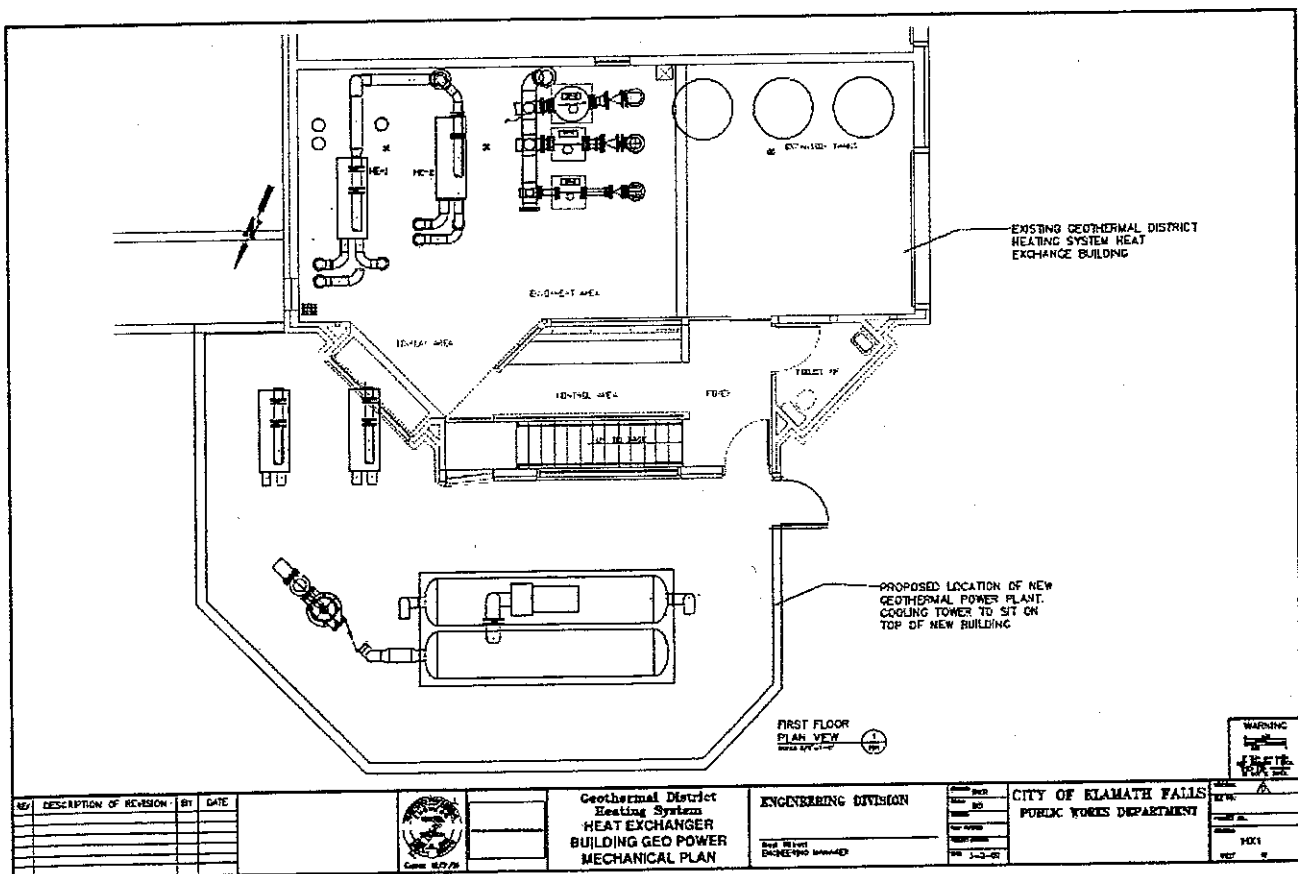 HE-1
HE-2
EXPANSION TANKS
EXISTING GEOTHERMAL DISTRICT
HEATING SYSTEM HEAT
EXCHANGE BUILDING
EQUIPMENT AREA
DISPLAY AREA
TOILET RM
CONTROL AREA
FOYER
PROPOSED LOCATION OF NEW
GEOTHERMAL POWER PLANT.
COOLING TOWER TO SIT ON
TOP OF NEW BUILDING
FIRST FLOOR
PLAN VIEW
1
WARNING
REV DESCRIPTION OF REVISION BY DATE
Geothermal District
Heating System
HEAT EXCHANGER
BUILDING GEO POWER
MECHANICAL PLAN
ENGINEERING DIVISION
ENGINEERING MANAGER
CITY OF KLAMATH FALLS
PUBLIC WORKS DEPARTMENT